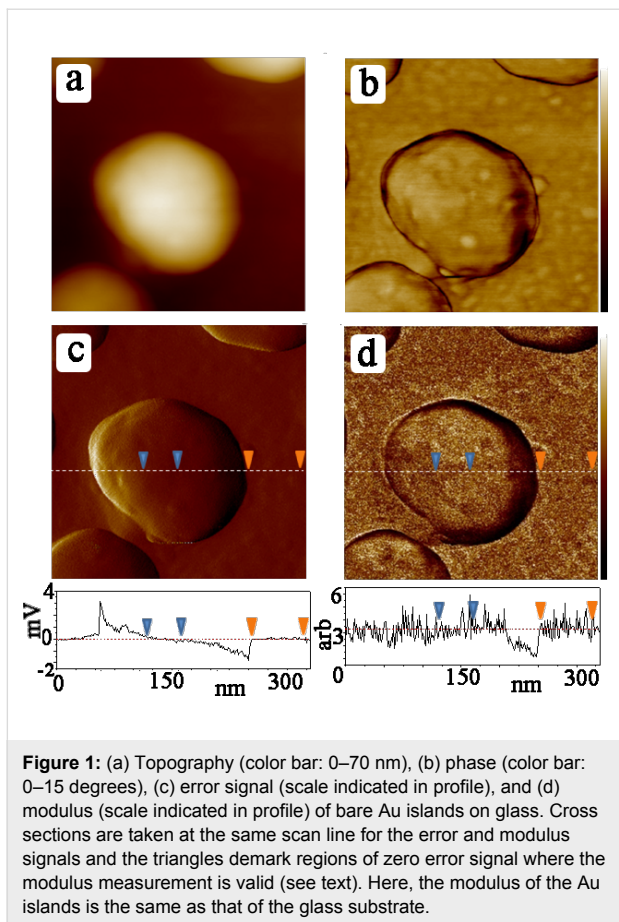 a
b
c
d
4
mV
0
-2
0
150
nm
300
6
arb
3
0
150
nm
300
Figure 1: (a) Topography (color bar: 0–70 nm), (b) phase (color bar:
0–15 degrees), (c) error signal (scale indicated in profile), and (d)
modulus (scale indicated in profile) of bare Au islands on glass. Cross
sections are taken at the same scan line for the error and modulus
signals and the triangles demark regions of zero error signal where the
modulus measurement is valid (see text). Here, the modulus of the Au
islands is the same as that of the glass substrate.